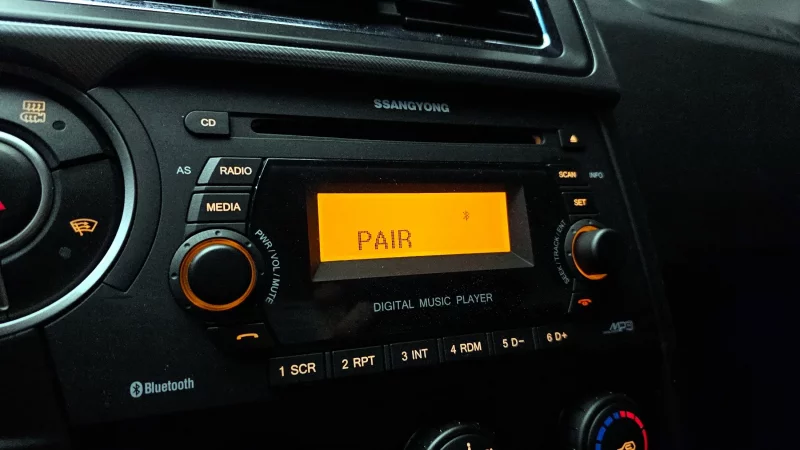 SSANGYONG
CD
AS RADIO
SCAN INFO
MEDIA
SET
PAIR
PWR/VOL/MUTE
SEEK/TRACK/ENT
DIGITAL MUSIC PLAYER
1 SCR 2 RPT 3 INT 4 RDM 5 D- 6 D+
MP3
Bluetooth